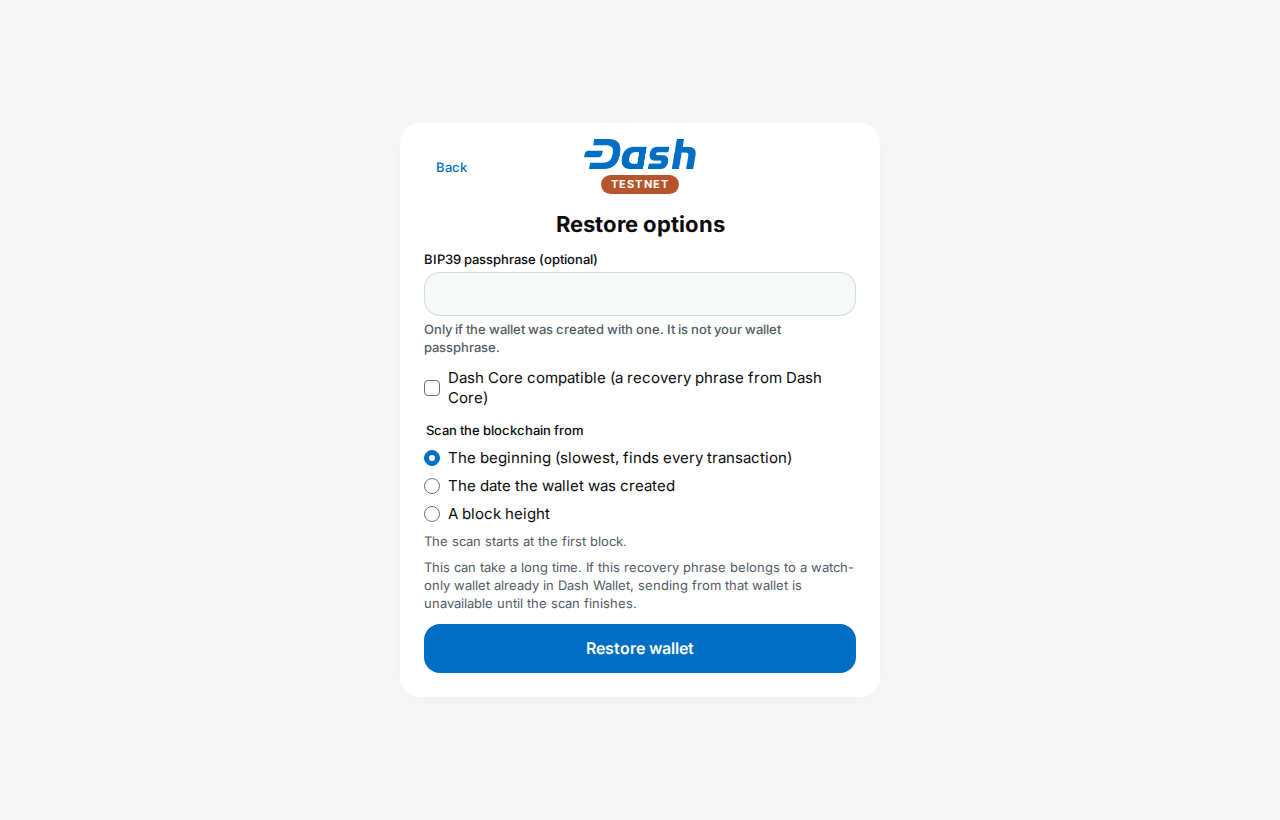 Back
Dash
TESTNET
Restore options
BIP39 passphrase (optional)
Only if the wallet was created with one. It is not your wallet
passphrase.
Dash Core compatible (a recovery phrase from Dash
Core)
Scan the blockchain from
The beginning (slowest, finds every transaction)
The date the wallet was created
A block height
The scan starts at the first block.
This can take a long time. If this recovery phrase belongs to a watch-
only wallet already in Dash Wallet, sending from that wallet is
unavailable until the scan finishes.
Restore wallet